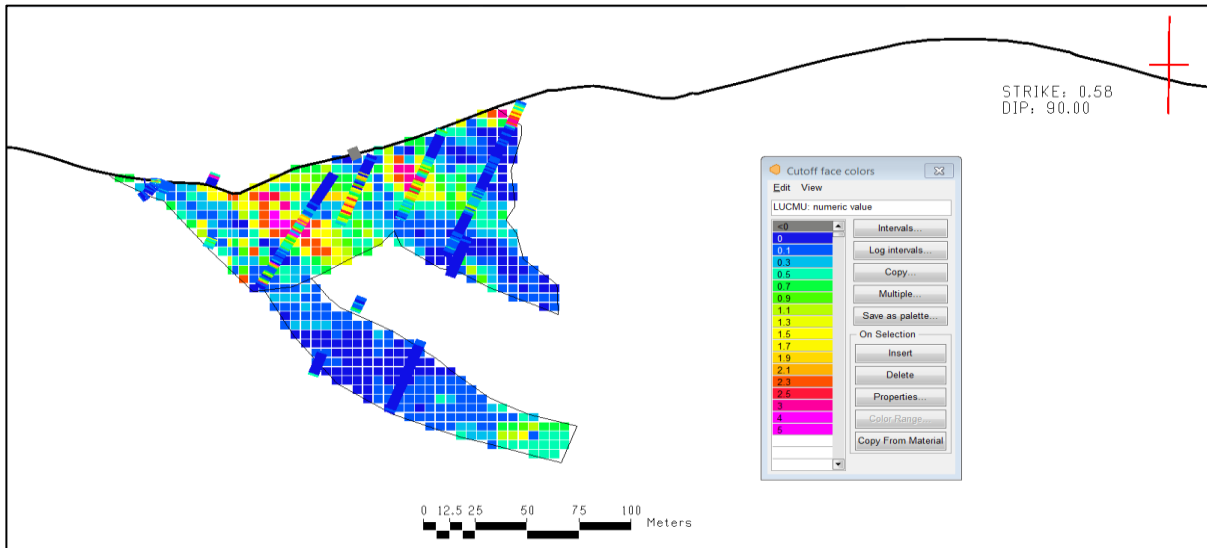 STRIKE: 0.58
DIP: 90.00
Cutoff face colors
Edit View
LUCMU: numeric value
<0
0
0.1
0.3
0.5
0.7
0.9
1.1
1.3
1.5
1.7
1.9
2.1
2.3
2.5
3
4
5
Intervals...
Log intervals...
Copy...
Multiple...
Save as palette...
On Selection
Insert
Delete
Properties...
Color Range...
Copy From Material
0 12.5 25 50 75 100
Meters